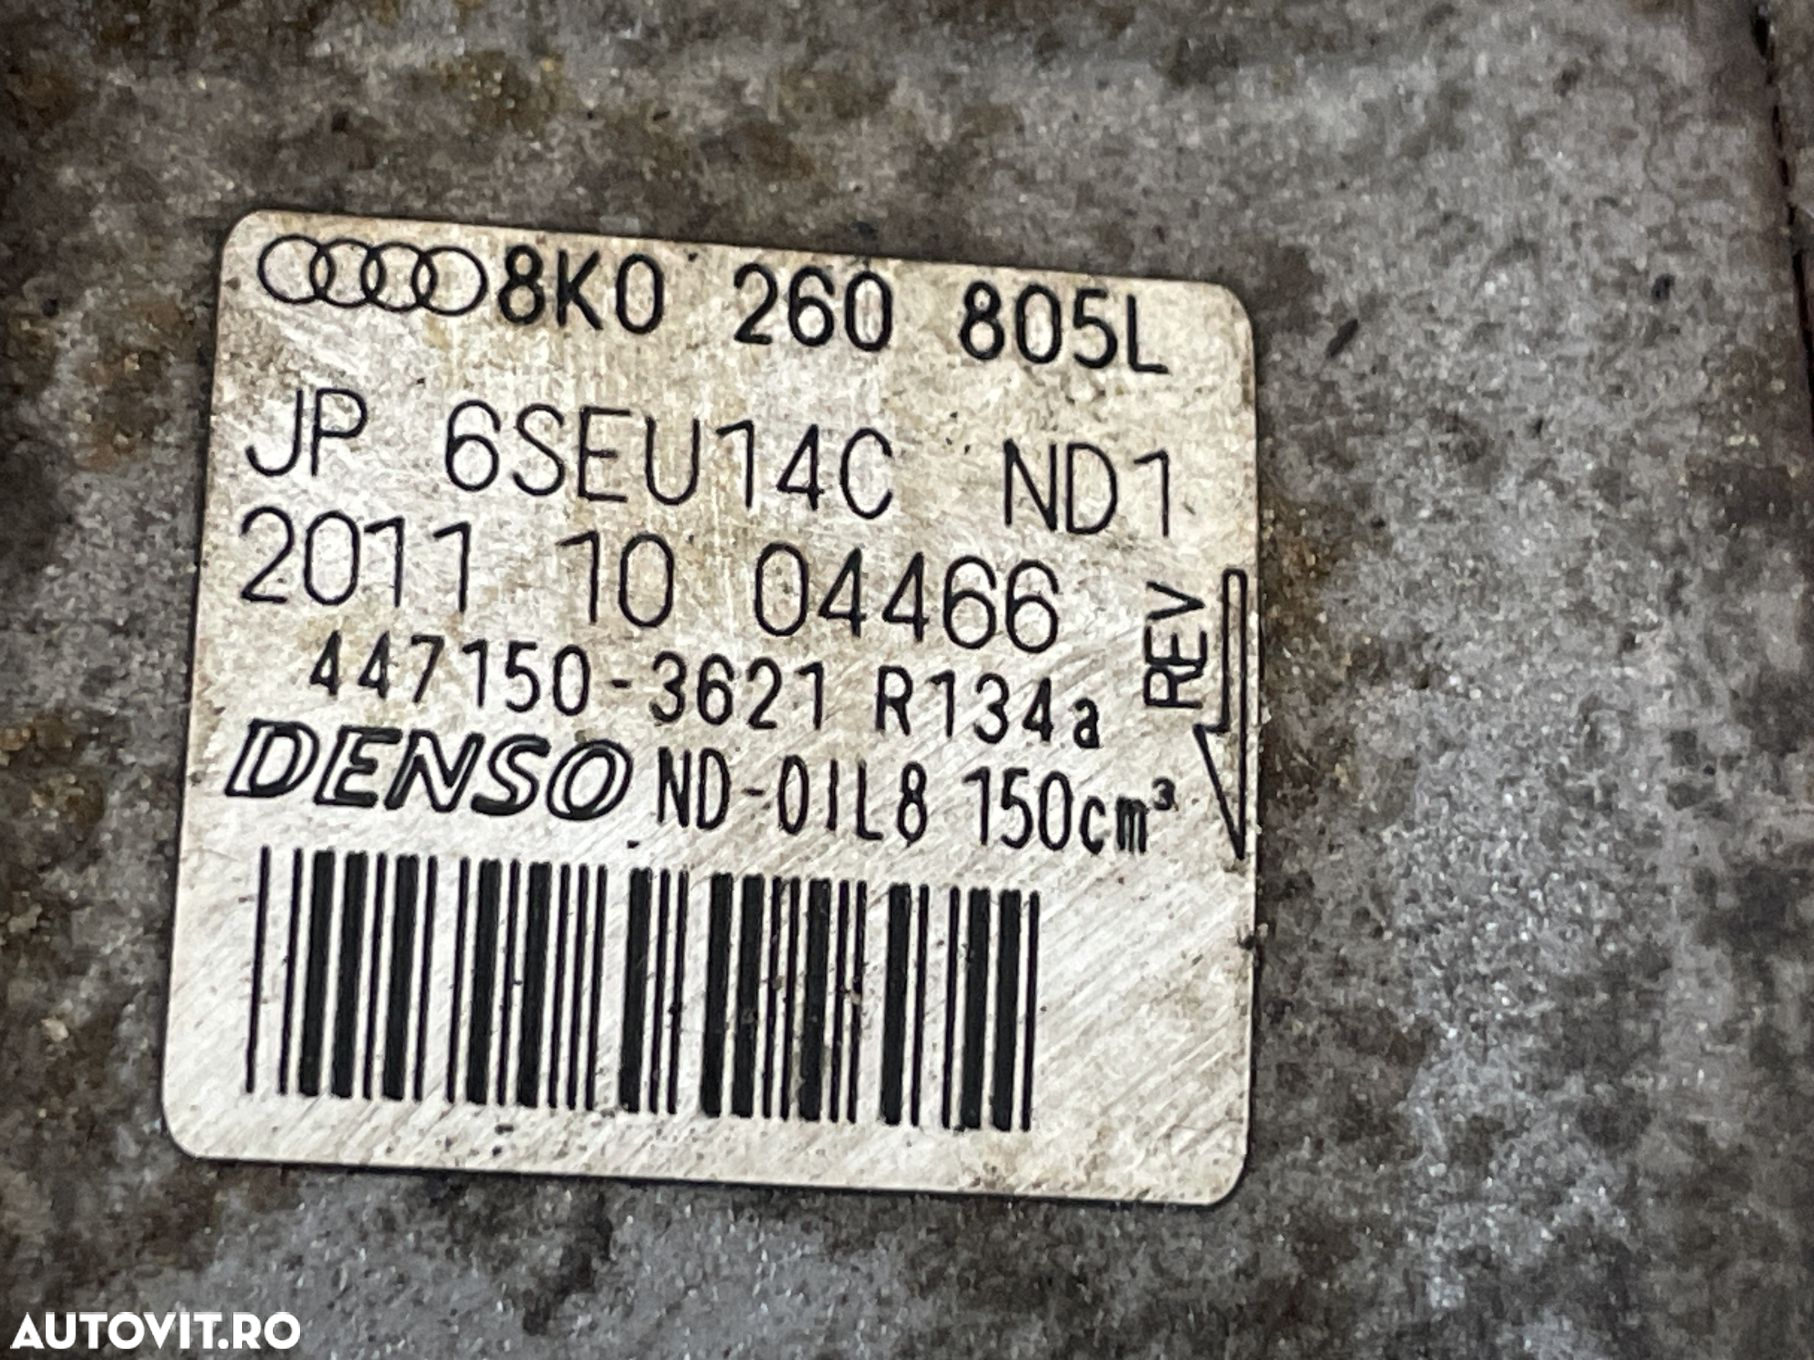 8K0 260 805L
JP 6SEU14C ND1
2011 10 04466
447150-3621 R134a
DENSO ND-OIL8 150cm³
REV
AUTOVIT.RO